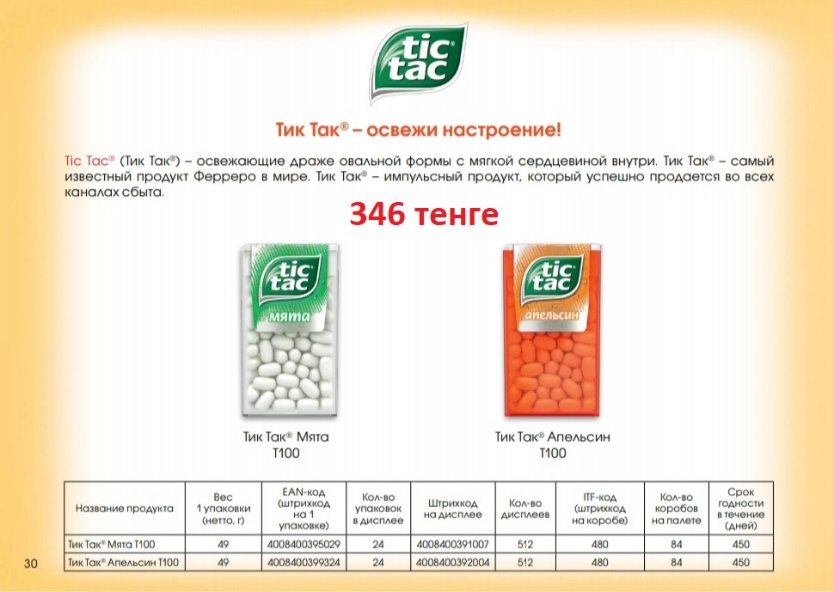 tic
tac
Тик Так® – освежи настроение!
Tic Tac® (Тик Так®) – освежающие драже овальной формы с мягкой сердцевиной внутри. Тик Так® – самый
известный продукт Ферреро в мире. Тик Так® – импульсный продукт, который успешно продается во всех
каналах сбыта.
346 тенге
tic
tac
мята
tic
tac
апельсин
Тик Так® Мята
T100
Тик Так® Апельсин
T100
Название продукта Вес 1 упаковки (нетто, г) EAN-код (штрихкод на 1 упаковке) Кол-во упаковок в дисплее Штрихкод на дисплее Кол-во дисплеев ITF-код (штрихкод на коробе) Кол-во коробов на палете Срок годности в течение (дней)
Тик Так® Мята T100 49 4008400395029 24 4008400391007 512 480 84 450
Тик Так® Апельсин T100 49 4008400399324 24 4008400392004 512 480 84 450
30